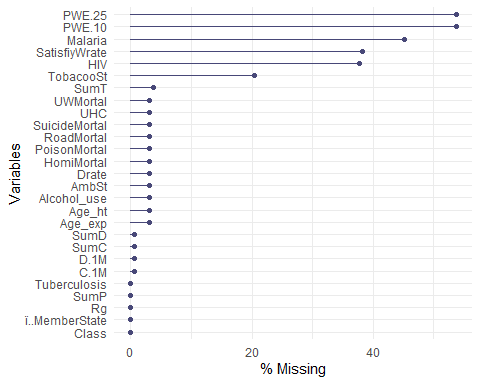 PWE.25
PWE.10
Malaria
SatisfiyWrate
HIV
TobacooSt
SumT
UWMortal
UHC
SuicideMortal
RoadMortal
PoisonMortal
HomiMortal
Drate
AmbSt
Alcohol_use
Age_ht
Age_exp
SumD
SumC
D.1M
C.1M
Tuberculosis
SumP
Rg
ï..MemberState
Class
Variables
0 20 40
% Missing